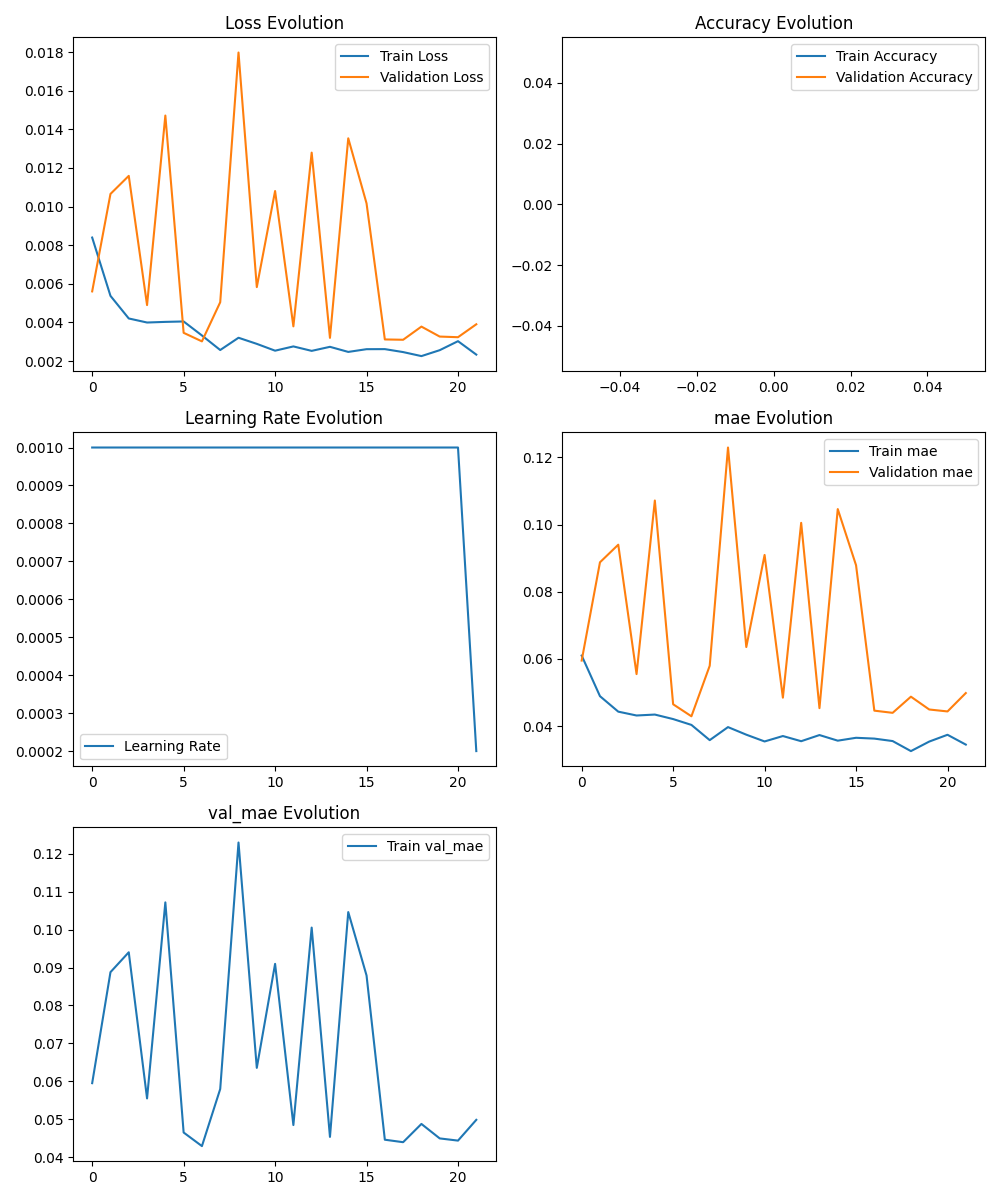 Loss Evolution
Train Loss
Validation Loss
0.018
0.016
0.014
0.012
0.010
0.008
0.006
0.004
0.002
0 5 10 15 20
Accuracy Evolution
Train Accuracy
Validation Accuracy
0.04
0.02
0.00
−0.02
−0.04
−0.04 −0.02 0.00 0.02 0.04
Learning Rate Evolution
0.0010
0.0009
0.0008
0.0007
0.0006
0.0005
0.0004
0.0003
0.0002
Learning Rate
0 5 10 15 20
mae Evolution
Train mae
Validation mae
0.12
0.10
0.08
0.06
0.04
0 5 10 15 20
val_mae Evolution
Train val_mae
0.12
0.11
0.10
0.09
0.08
0.07
0.06
0.05
0.04
0 5 10 15 20